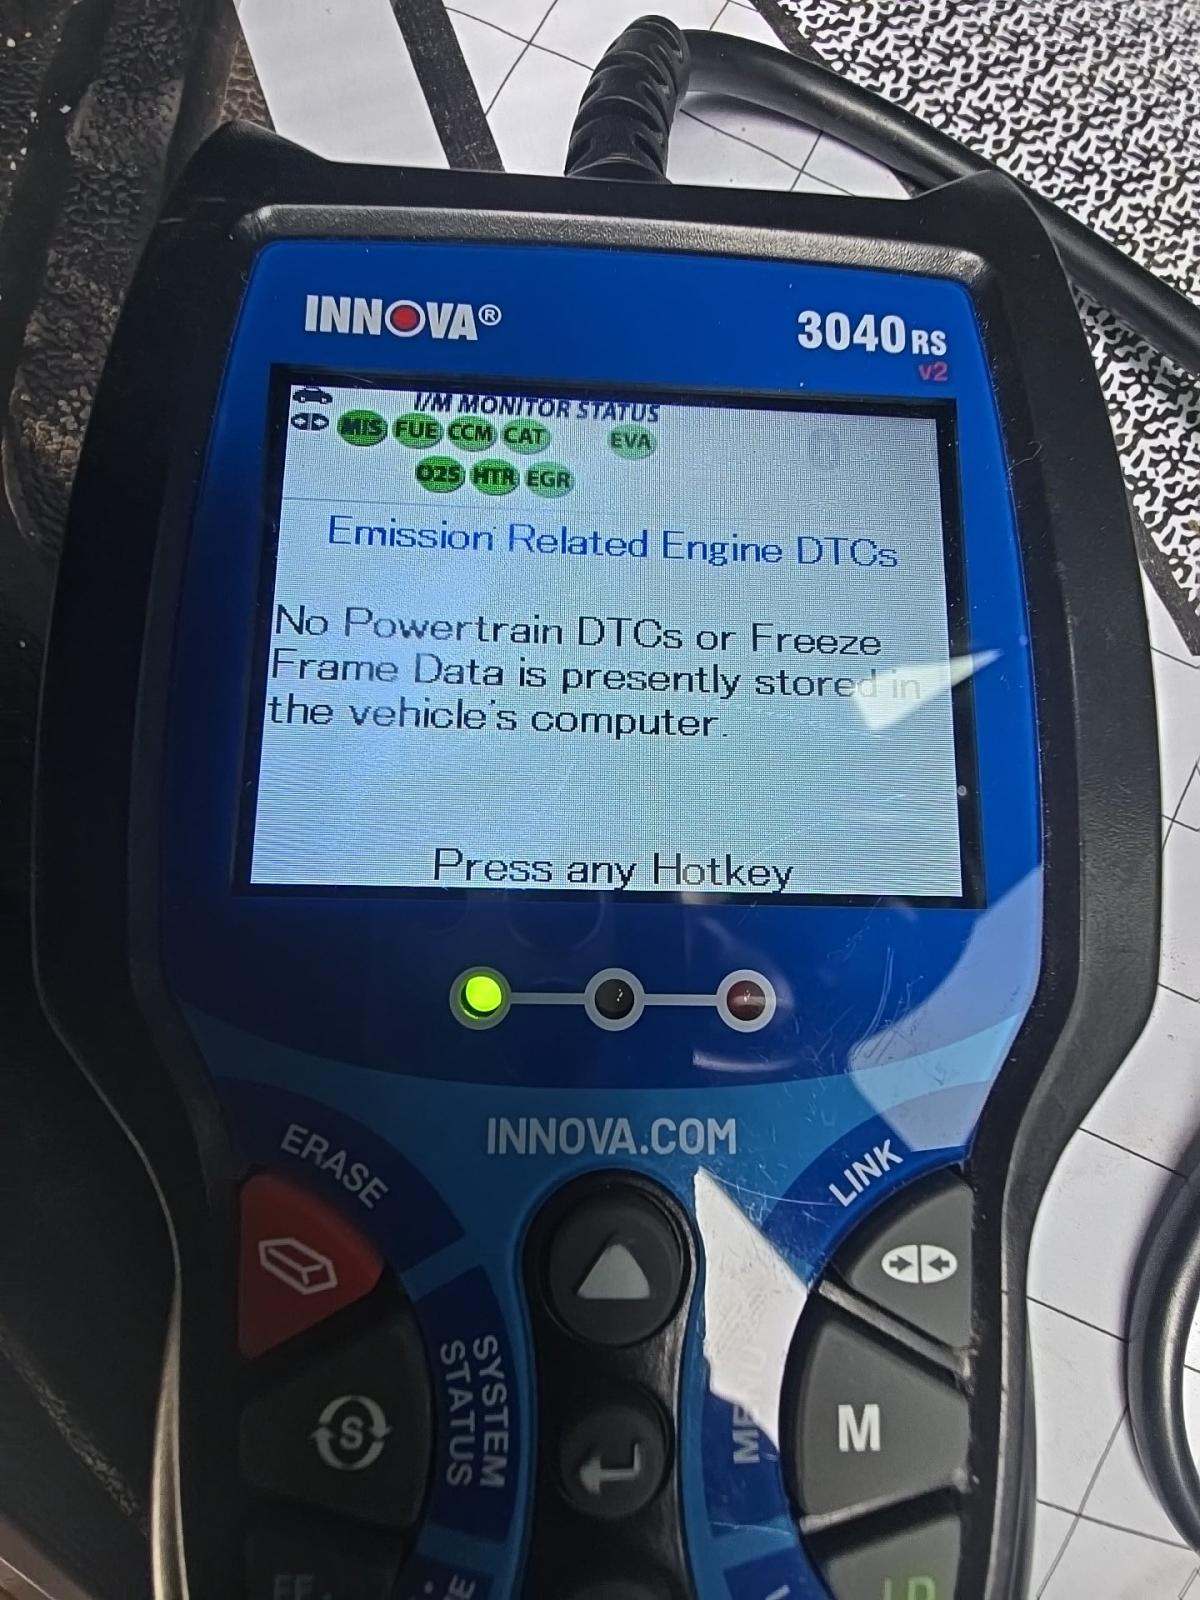 INNOVA®
3040RS
v2
I/M MONITOR STATUS
MIS FUE CCM CAT EVA
O2S HTR EGR
Emission Related Engine DTCs
No Powertrain DTCs or Freeze
Frame Data is presently stored in
the vehicle's computer.
Press any Hotkey
INNOVA.COM
ERASE
LINK
SYSTEM
STATUS
S
M